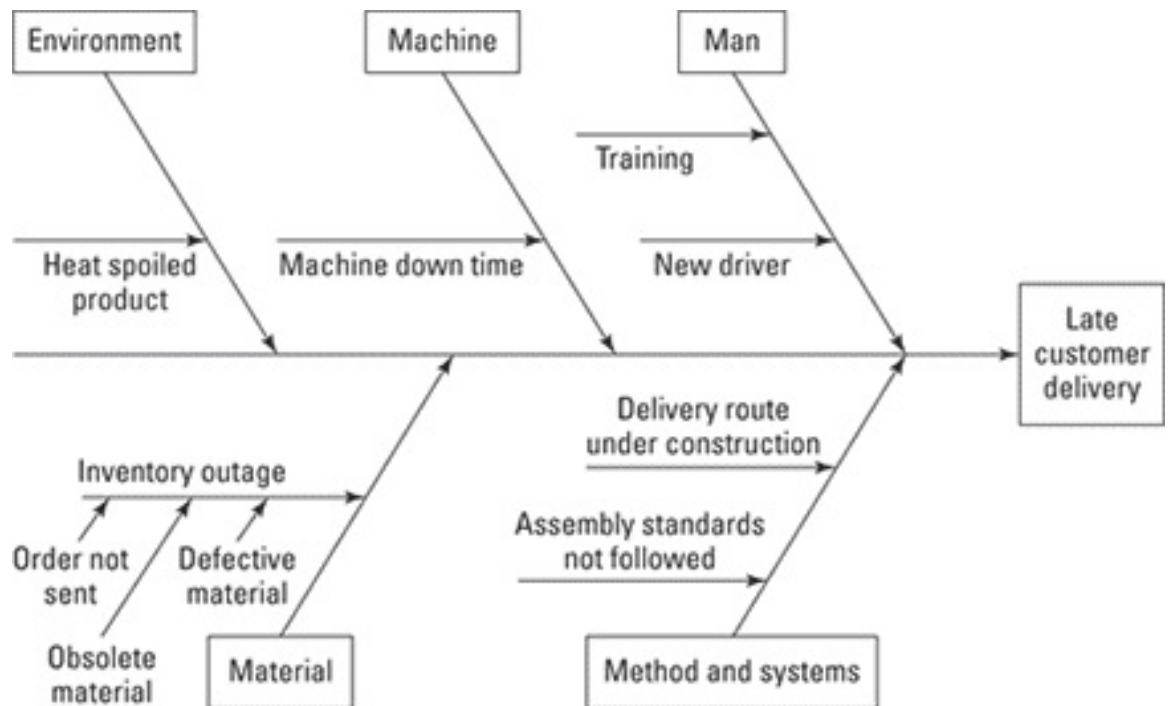 Environment
Machine
Man
Training
Heat spoiled
product
Machine down time
New driver
Late
customer
delivery
Delivery route
under construction
Inventory outage
Assembly standards
not followed
Order not
sent
Defective
material
Obsolete
material
Material
Method and systems